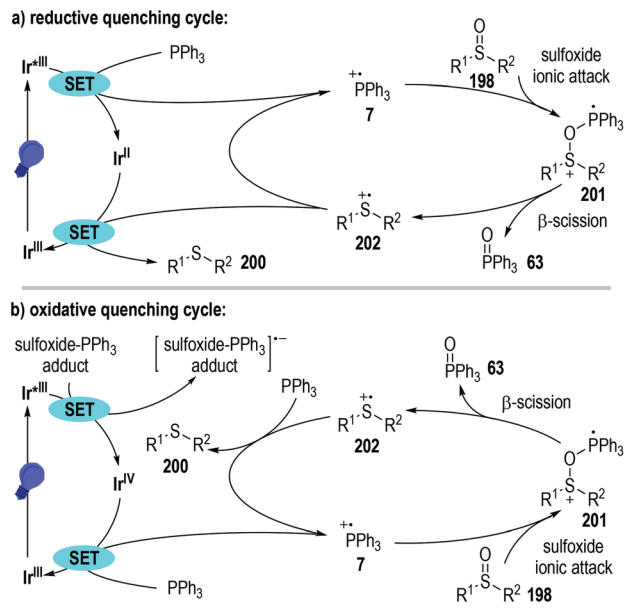 a) reductive quenching cycle:
Ir*III
SET
PPh3
+•
PPh3
7
O
R1 S R2
198
sulfoxide
ionic attack
•
PPh3
O
R1 S R2
+
201
IrII
IrIII
SET
R1 S R2 200
+•
R1 S R2
202
β-scission
O
PPh3 63
b) oxidative quenching cycle:
sulfoxide-PPh3
adduct
[ sulfoxide-PPh3
adduct ]•−
Ir*III
SET
PPh3
R1 S R2
200
+•
R1 S R2
202
O
PPh3 63
β-scission
•
PPh3
O
R1 S R2
+
201
IrIV
IrIII
SET
PPh3
+•
PPh3
7
O
R1 S R2 198
sulfoxide
ionic attack